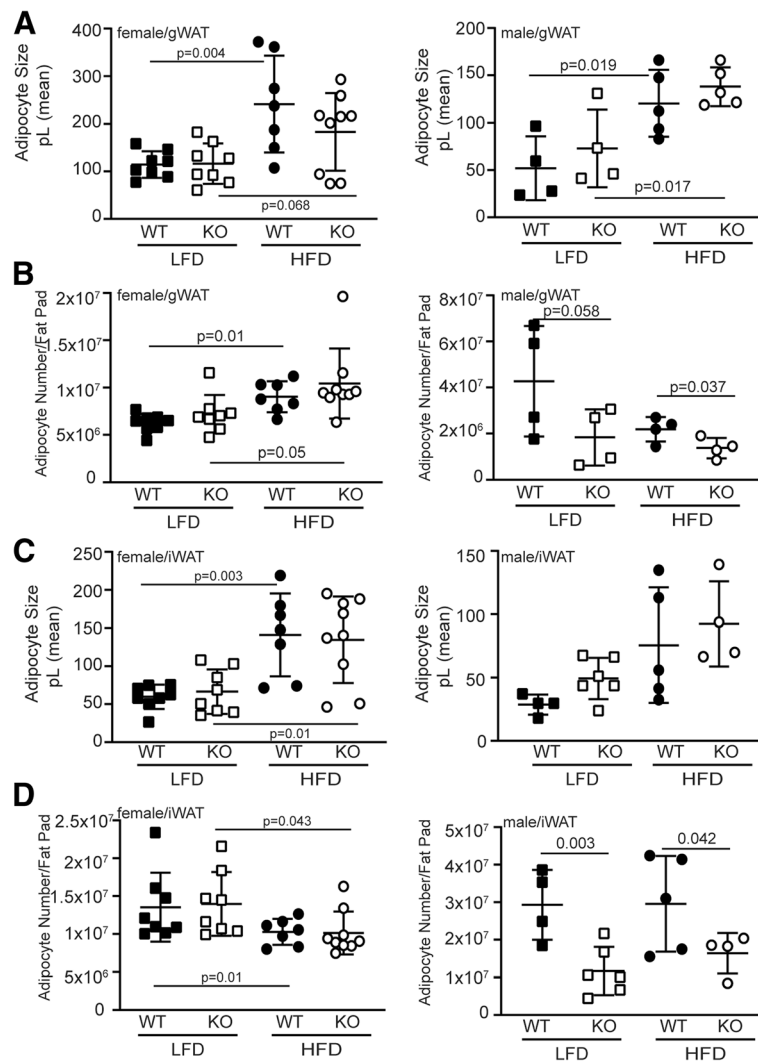 A
female/gWAT
Adipocyte Size
pL (mean)
400
300
200
100
0
p=0.004
p=0.068
WT KO WT KO
LFD HFD
male/gWAT
Adipocyte Size
pL (mean)
200
150
100
50
0
p=0.019
p=0.017
WT KO WT KO
LFD HFD
B
female/gWAT
Adipocyte Number/Fat Pad
2x10⁷
1.5x10⁷
1x10⁷
5x10⁶
0
p=0.01
p=0.05
WT KO WT KO
LFD HFD
male/gWAT
Adipocyte Number/Fat Pad
8x10⁷
6x10⁷
4x10⁷
2x10⁶
0
p=0.058
p=0.037
WT KO WT KO
LFD HFD
C
female/iWAT
Adipocyte Size
pL (mean)
250
200
150
100
50
0
p=0.003
p=0.01
WT KO WT KO
LFD HFD
male/iWAT
Adipocyte Size
pL (mean)
150
100
50
0
WT KO WT KO
LFD HFD
D
female/iWAT
Adipocyte Number/Fat Pad
2.5x10⁷
2x10⁷
1.5x10⁷
1x10⁷
5x10⁶
0
p=0.043
p=0.01
WT KO WT KO
LFD HFD
male/iWAT
Adipocyte Number/Fat Pad
5x10⁷
4x10⁷
3x10⁷
2x10⁷
1x10⁷
0
0.003
0.042
WT KO WT KO
LFD HFD